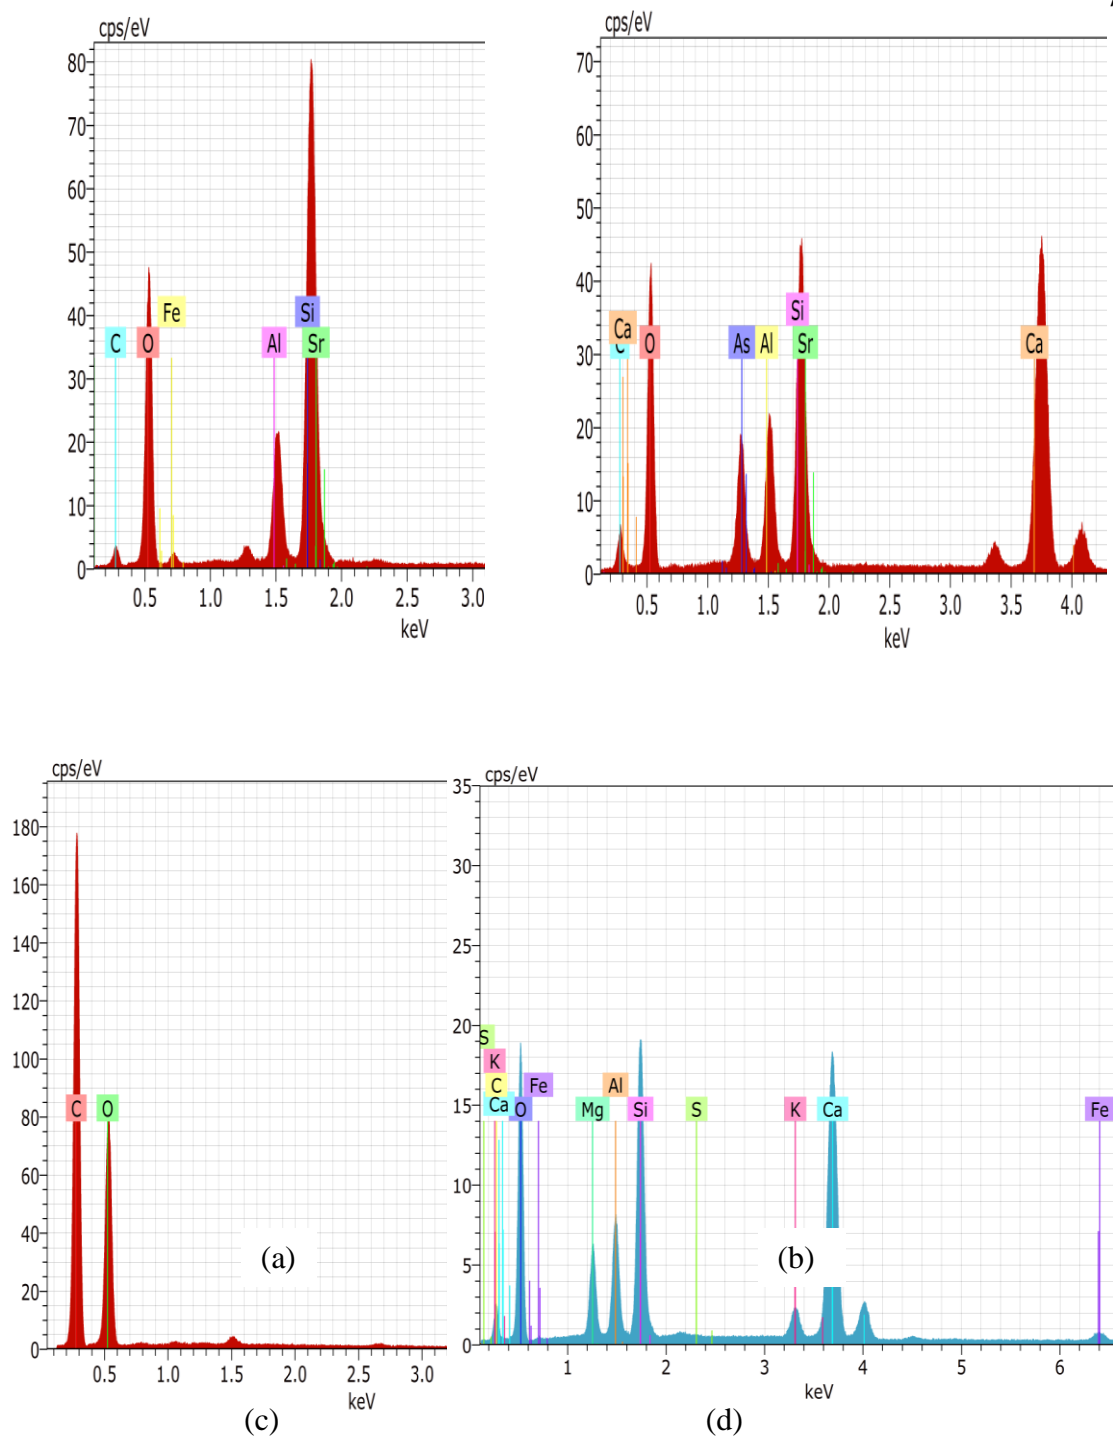 cps/eV
80
70
60
50
40
30
20
10
0
Fe
Si
C
O
Al
Sr
0.5 1.0 1.5 2.0 2.5 3.0
keV
cps/eV
70
60
50
40
30
20
10
0
Ca
Si
C
O
As
Al
Sr
Ca
0.5 1.0 1.5 2.0 2.5 3.0 3.5 4.0
keV
cps/eV
180
160
140
120
100
80
60
40
20
0
C
O
(a)
0.5 1.0 1.5 2.0 2.5 3.0
keV
(c)
cps/eV
35
30
25
20
15
10
5
0
S
K
C
Fe
Al
Ca
O
Mg
Si
S
K
Ca
Fe
(b)
1 2 3 4 5 6
keV
(d)